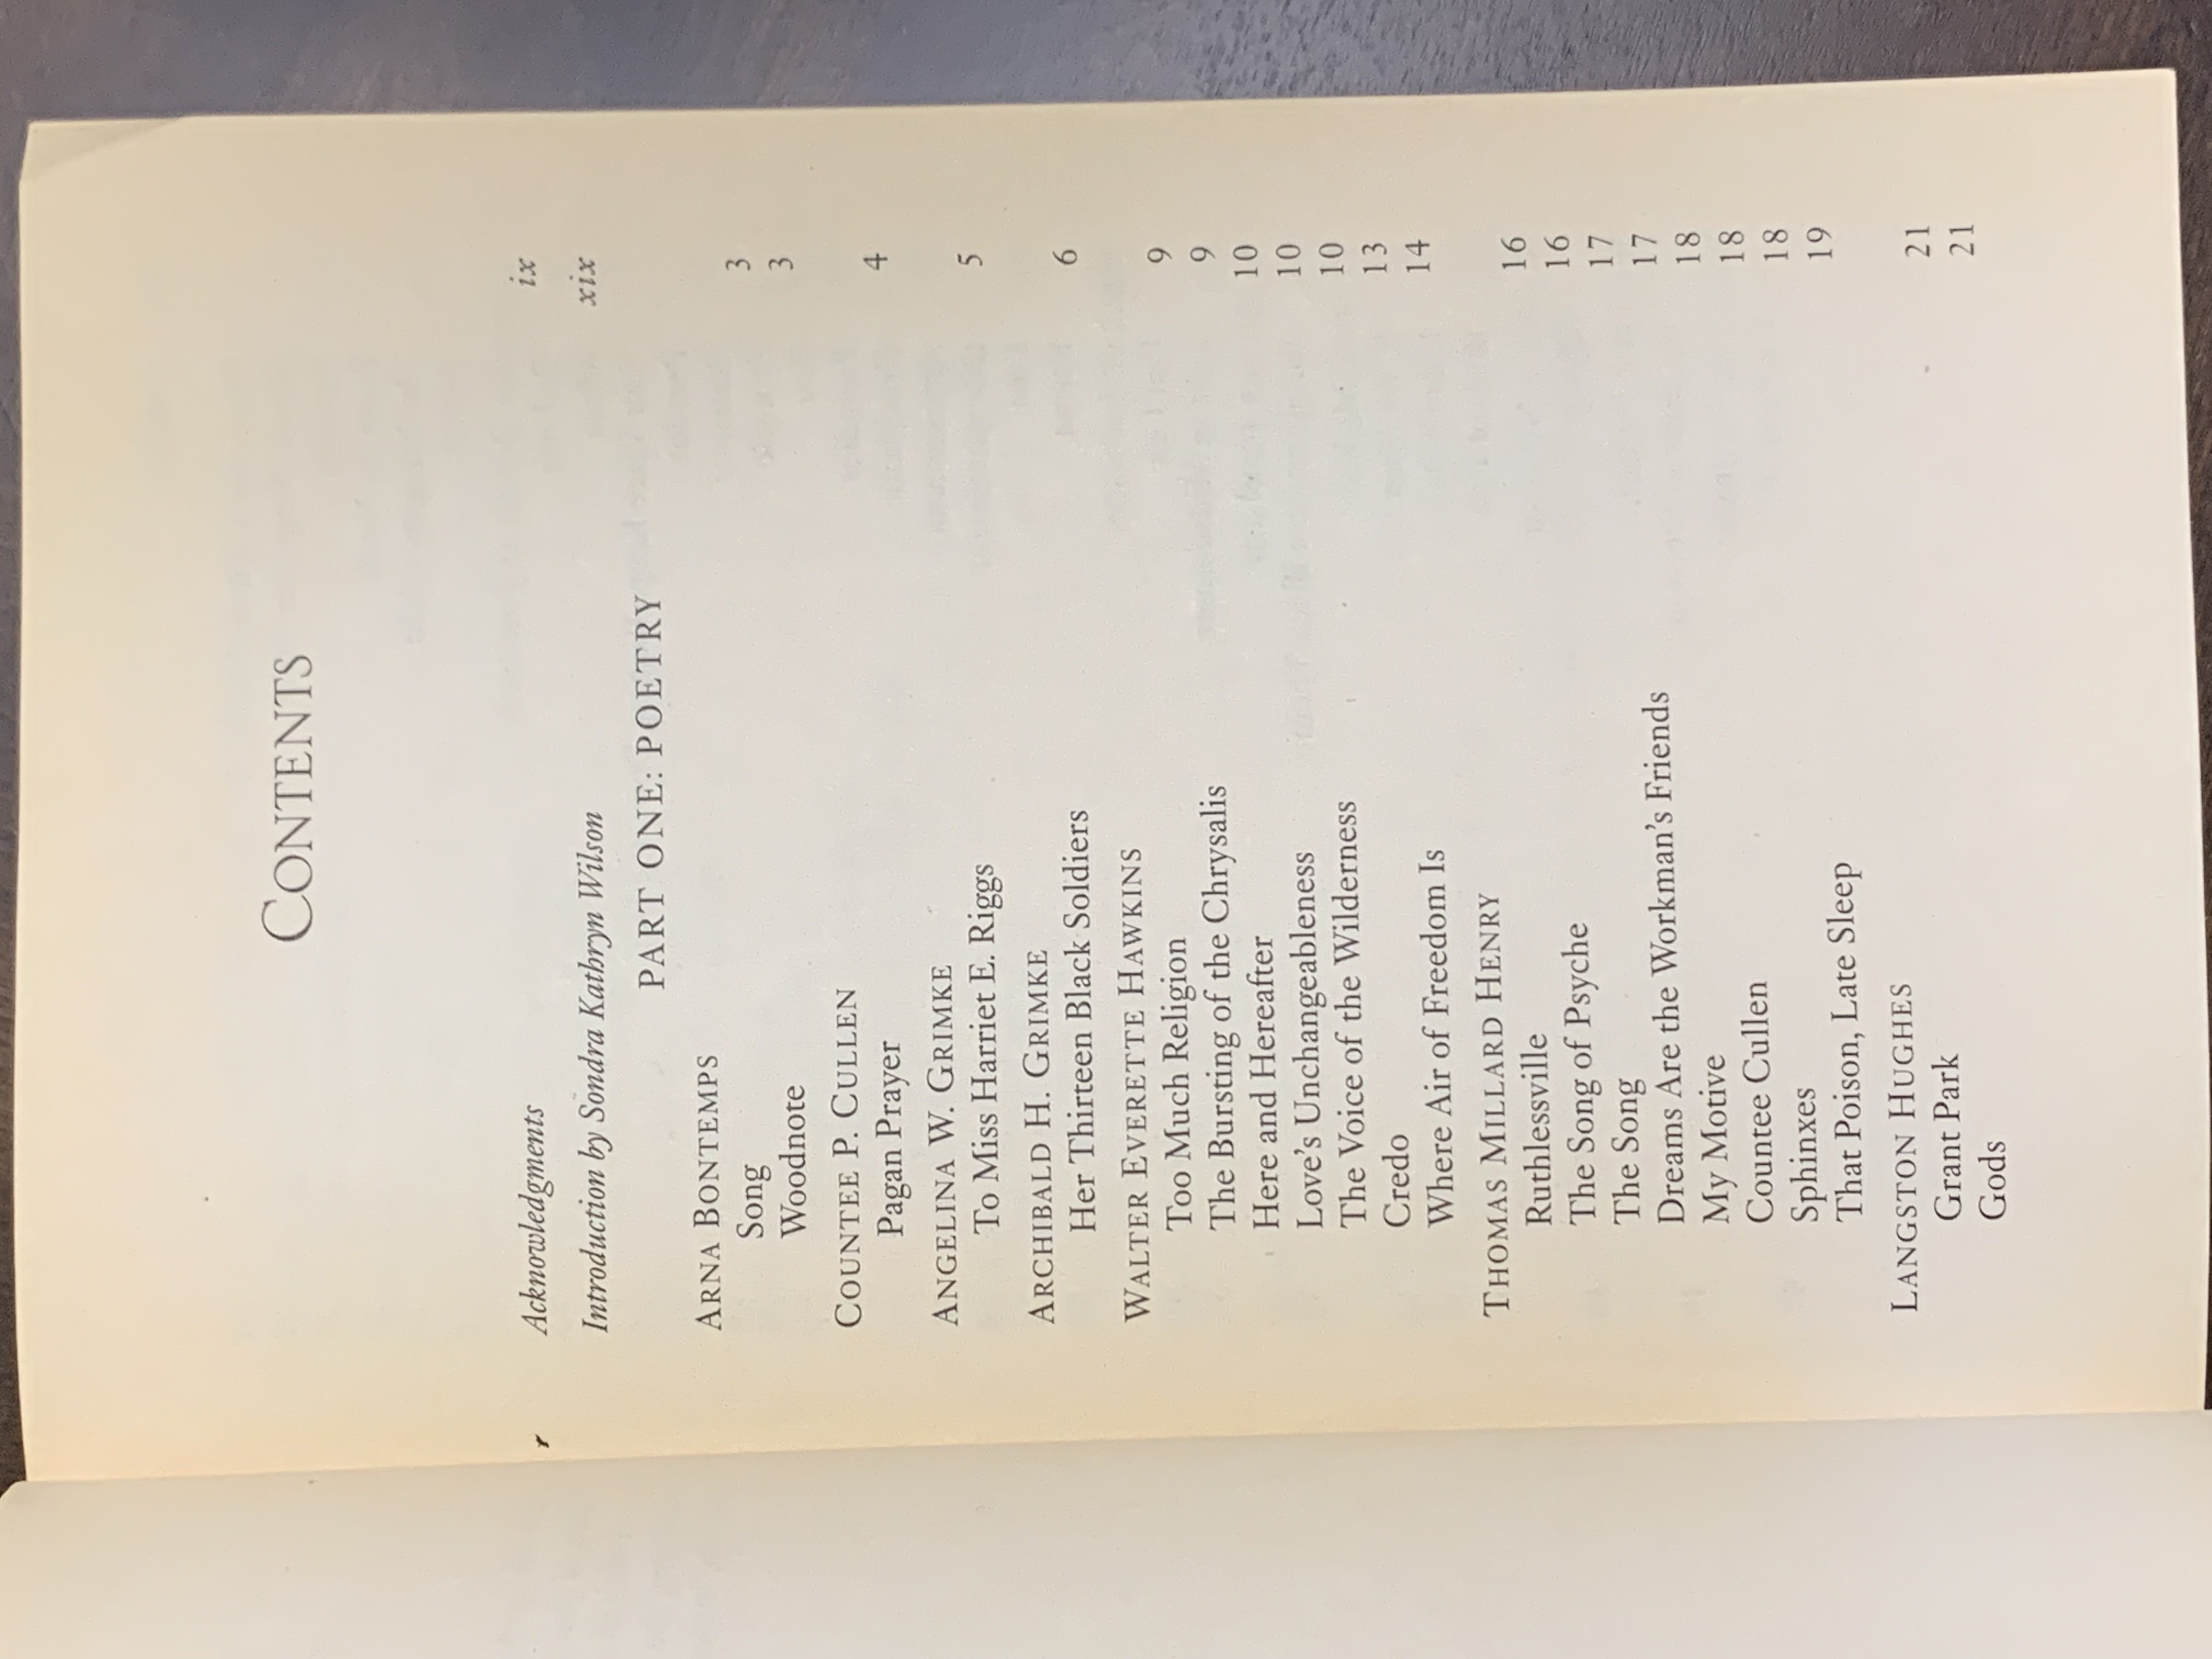 CONTENTS
Acknowledgments ix
Introduction by Sondra Kathryn Wilson xix
PART ONE: POETRY
ARNA BONTEMPS
Song 3
Woodnote 3
COUNTEE P. CULLEN
Pagan Prayer 4
ANGELINA W. GRIMKE
To Miss Harriet E. Riggs 5
ARCHIBALD H. GRIMKE
Her Thirteen Black Soldiers 6
WALTER EVERETTE HAWKINS
Too Much Religion 9
The Bursting of the Chrysalis 9
Here and Hereafter 10
Love's Unchangeableness 10
The Voice of the Wilderness 10
Credo 13
Where Air of Freedom Is 14
THOMAS MILLARD HENRY
Ruthlessville 16
The Song of Psyche 16
The Song 17
Dreams Are the Workman's Friends 17
My Motive 18
Countee Cullen 18
Sphinxes 18
That Poison, Late Sleep 19
LANGSTON HUGHES
Grant Park 21
Gods 21